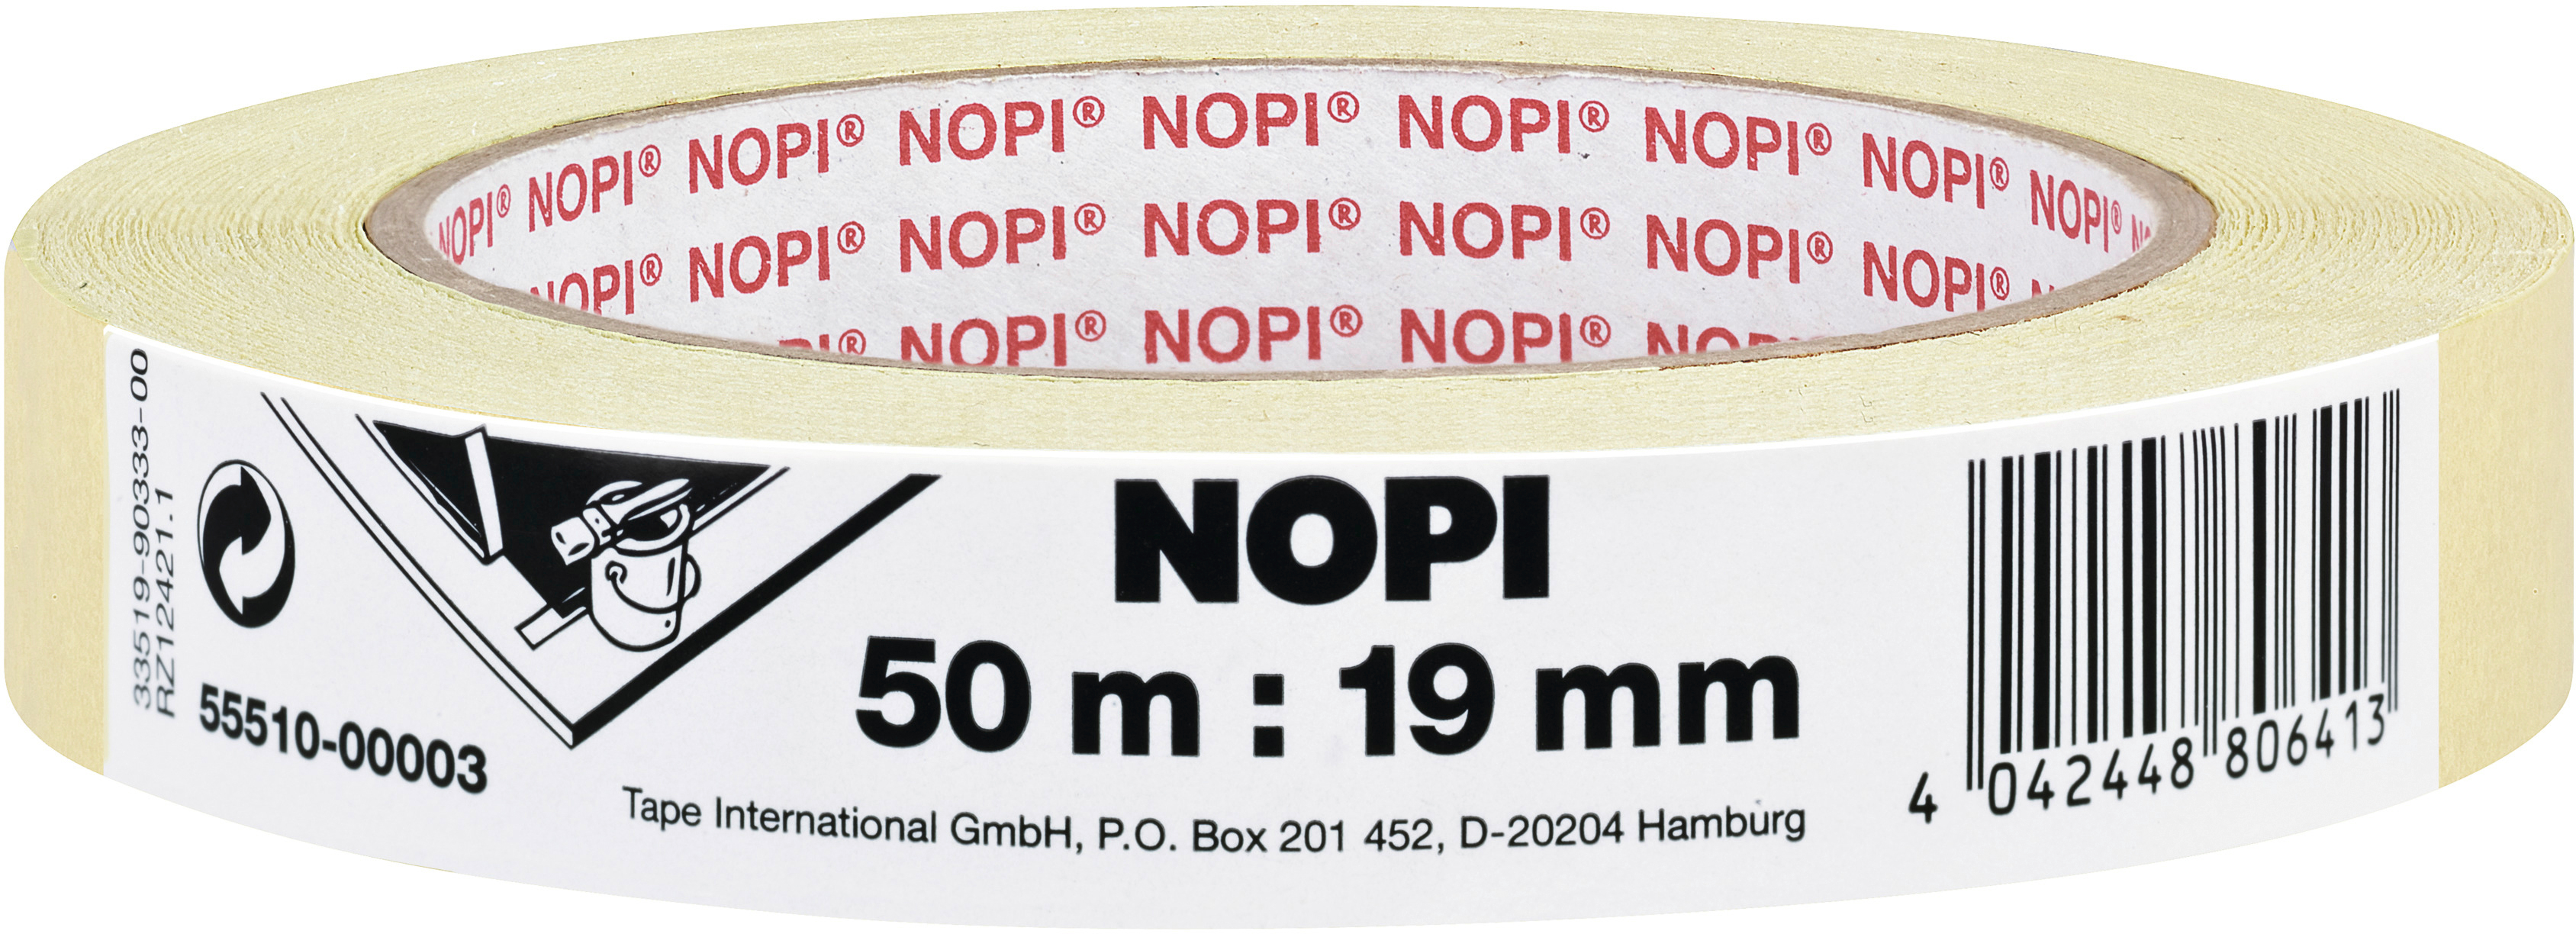 NOPI® NOPI® NOPI® NOPI® NOPI® NOPI® NOPI® NOPI® NOPI®
NOPI® NOPI® NOPI® NOPI® NOPI® NOPI® NOPI®
NOPI® NOPI® NOPI®
33519-90333-00
RZ124421.1
55510-00003
NOPI
50 m : 19 mm
Tape International GmbH, P.O. Box 201 452, D-20204 Hamburg
4 042448 806413